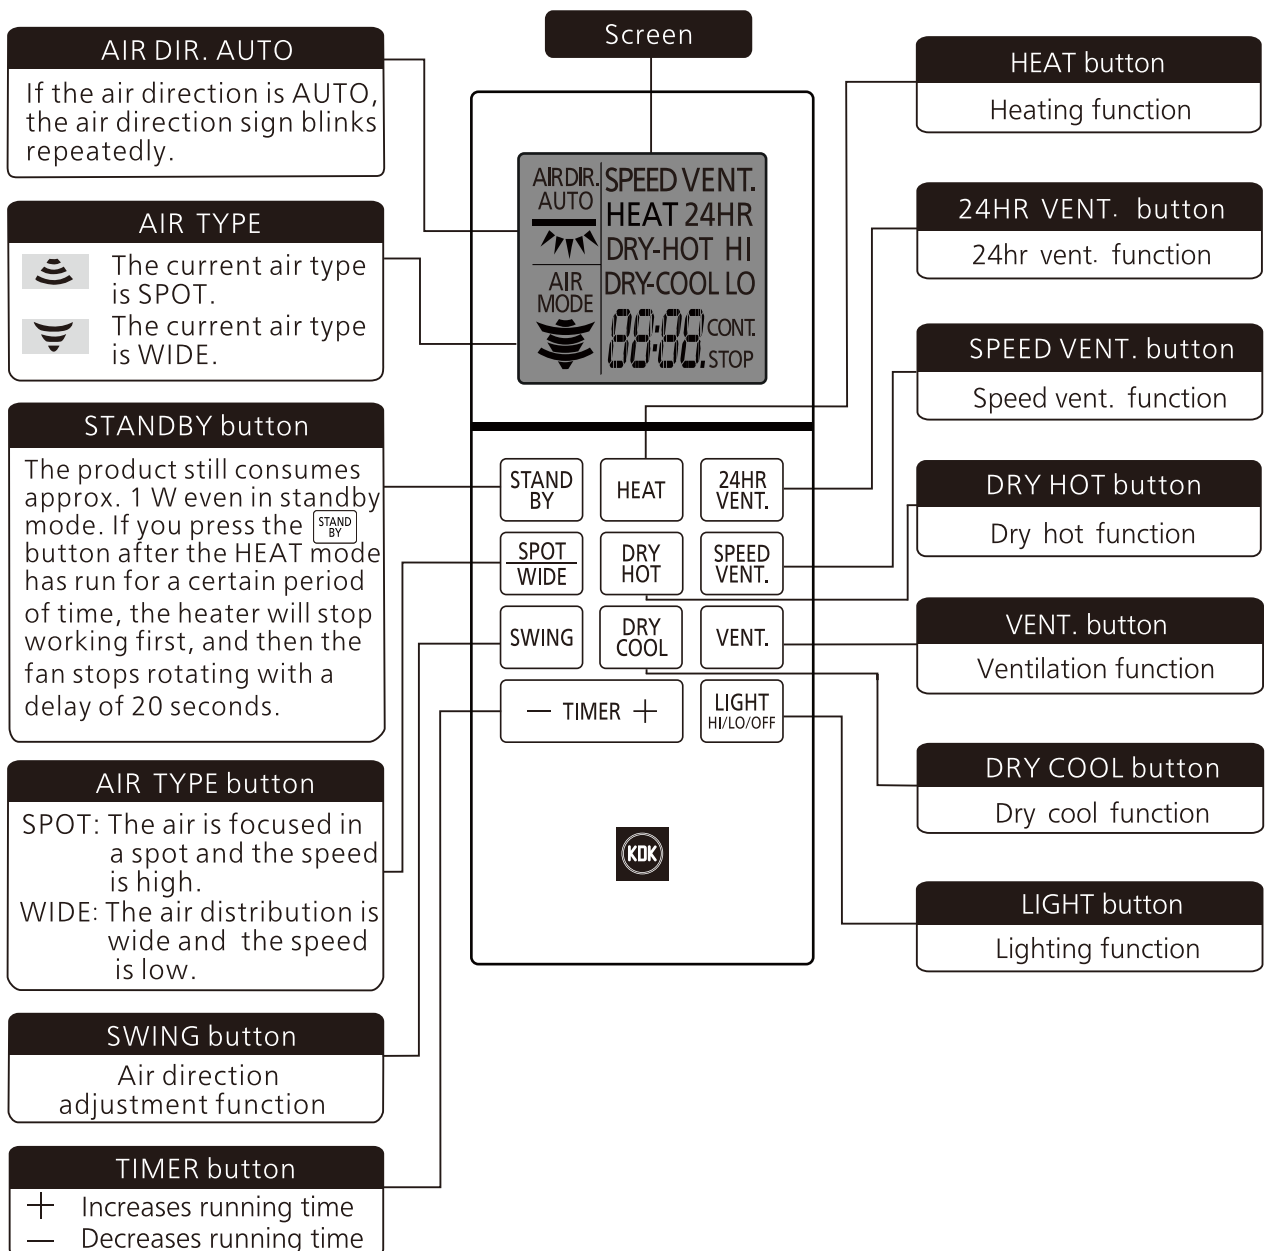 Screen
AIR DIR. AUTO
If the air direction is AUTO,
the air direction sign blinks
repeatedly.
AIR TYPE
The current air type
is SPOT.
The current air type
is WIDE.
STANDBY button
The product still consumes
approx. 1 W even in standby
mode. If you press the STAND BY
button after the HEAT mode
has run for a certain period
of time, the heater will stop
working first, and then the
fan stops rotating with a
delay of 20 seconds.
AIR TYPE button
SPOT: The air is focused in
a spot and the speed
is high.
WIDE: The air distribution is
wide and the speed
is low.
SWING button
Air direction
adjustment function
TIMER button
+ Increases running time
— Decreases running time
AIR DIR.
AUTO
AIR
MODE
SPEED VENT.
HEAT 24HR
DRY-HOT HI
DRY-COOL LO
88:88.
CONT.
STOP
STAND
BY
HEAT
24HR
VENT.
SPOT
WIDE
DRY
HOT
SPEED
VENT.
SWING
DRY
COOL
VENT.
— TIMER +
LIGHT
HI/LO/OFF
KDK
HEAT button
Heating function
24HR VENT. button
24hr vent. function
SPEED VENT. button
Speed vent. function
DRY HOT button
Dry hot function
VENT. button
Ventilation function
DRY COOL button
Dry cool function
LIGHT button
Lighting function